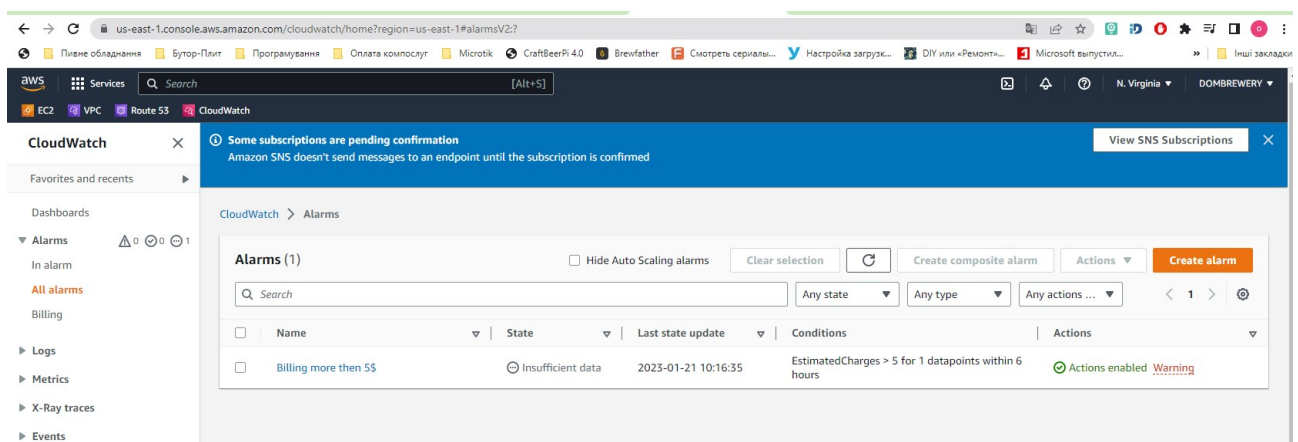 us-east-1.console.aws.amazon.com/cloudwatch/home?region=us-east-1#alarmsV2:?
Пивне обладнання Бутор-Плит Програмування Оплата компослуг Microtik CraftBeerPi 4.0 Brewfather Смотреть сериалы... Настройка загрузк... DIY или «Ремонт»... Microsoft выпустил... » Інші закладки
aws Services Search [Alt+S] N. Virginia DOMBREWERY
EC2 VPC Route 53 CloudWatch
CloudWatch
Favorites and recents
Dashboards
Alarms 0 0 1
In alarm
All alarms
Billing
Logs
Metrics
X-Ray traces
Events
Some subscriptions are pending confirmation
Amazon SNS doesn't send messages to an endpoint until the subscription is confirmed
View SNS Subscriptions
CloudWatch > Alarms
Alarms (1) Hide Auto Scaling alarms Clear selection Create composite alarm Actions Create alarm
Search Any state Any type Any actions ... < 1 >
Name State Last state update Conditions Actions
Billing more then 5$ Insufficient data 2023-01-21 10:16:35 EstimatedCharges > 5 for 1 datapoints within 6
hours
Actions enabled Warning